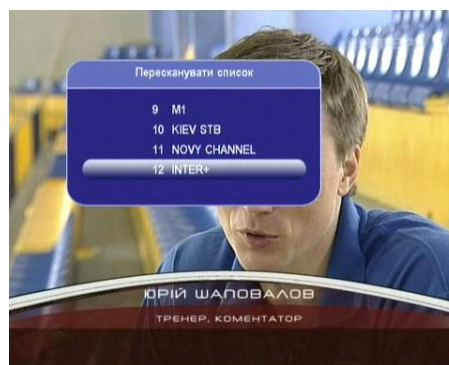 Пересканувати список
9 M1
10 KIEV STB
11 NOVY CHANNEL
12 INTER+
ЮРІЙ ШАПОВАЛОВ
ТРЕНЕР, КОМЕНТАТОР